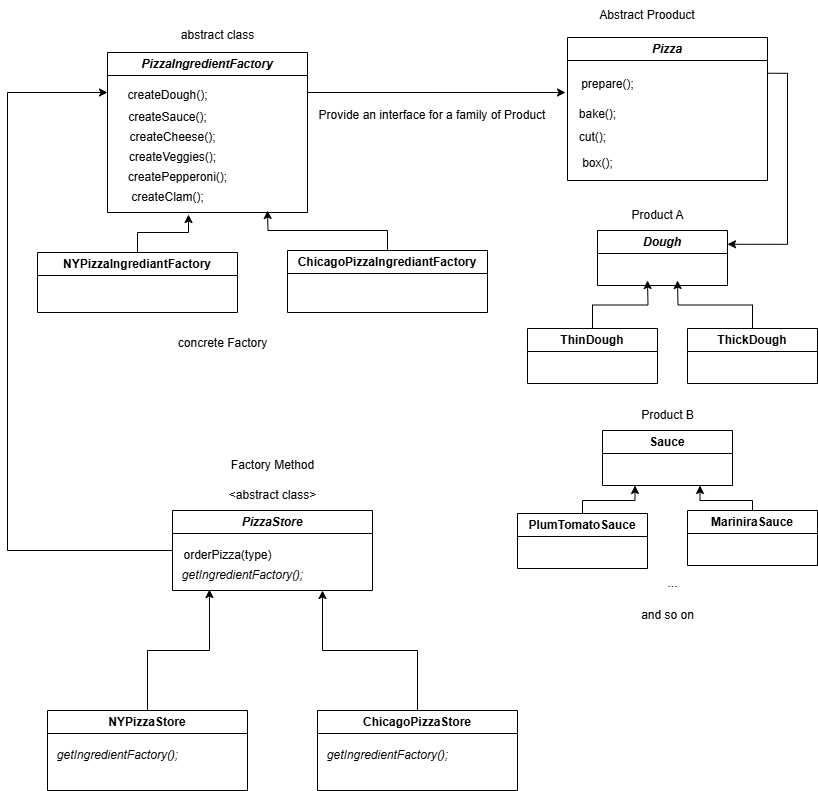 abstract class
PizzaIngredientFactory
createDough();
createSauce();
createCheese();
createVeggies();
createPepperoni();
createClam();
Provide an interface for a family of Product
Abstract Prooduct
Pizza
prepare();
bake();
cut();
box();
NYPizzaIngrediantFactory
ChicagoPizzaIngrediantFactory
concrete Factory
Product A
Dough
ThinDough
ThickDough
Product B
Sauce
PlumTomatoSauce
MariniraSauce
...
and so on
Factory Method
<abstract class>
PizzaStore
orderPizza(type)
getIngredientFactory();
NYPizzaStore
getIngredientFactory();
ChicagoPizzaStore
getIngredientFactory();